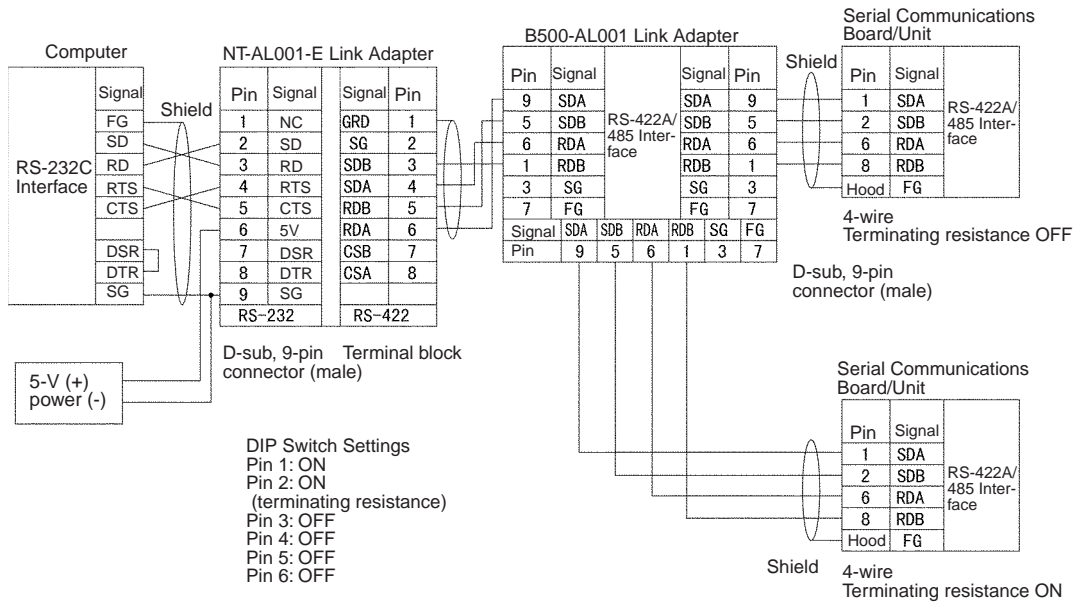 Computer
Signal
Shield
FG
SD
RD
RTS
CTS
DSR
DTR
SG
RS-232C
Interface
5-V (+)
power (-)
NT-AL001-E Link Adapter
Pin Signal Signal Pin
1 NC GRD 1
2 SD SG 2
3 RD SDB 3
4 RTS SDA 4
5 CTS RDB 5
6 5V RDA 6
7 DSR CSB 7
8 DTR CSA 8
9 SG
RS-232 RS-422
D-sub, 9-pin
connector (male)
Terminal block
DIP Switch Settings
Pin 1: ON
Pin 2: ON
(terminating resistance)
Pin 3: OFF
Pin 4: OFF
Pin 5: OFF
Pin 6: OFF
B500-AL001 Link Adapter
Pin Signal Signal Pin
9 SDA SDA 9
5 SDB SDB 5
6 RDA RDA 6
1 RDB RDB 1
3 SG SG 3
7 FG FG 7
RS-422A/
485 Inter-
face
Signal SDA SDB RDA RDB SG FG
Pin 9 5 6 1 3 7
D-sub, 9-pin
connector (male)
Serial Communications
Board/Unit
Shield
Pin Signal
1 SDA
2 SDB
6 RDA
8 RDB
Hood FG
RS-422A/
485 Inter-
face
4-wire
Terminating resistance OFF
Serial Communications
Board/Unit
Pin Signal
1 SDA
2 SDB
6 RDA
8 RDB
Hood FG
RS-422A/
485 Inter-
face
Shield
4-wire
Terminating resistance ON